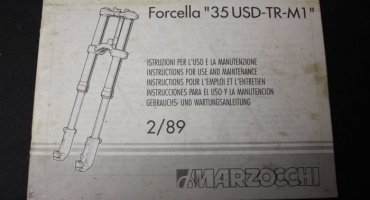 Forcella "35 USD-TR-M1"
ISTRUZIONI PER L'USO E LA MANUTENZIONE
INSTRUCTIONS FOR USE AND MAINTENANCE
INSTRUCTIONS POUR L'EMPLOI ET L'ENTRETIEN
INSTRUCCIONES PARA EL USO Y LA MANUTENCION
GEBRAUCHS- UND WARTUNGSANLEITUNG
2/89
MARZOCCHI